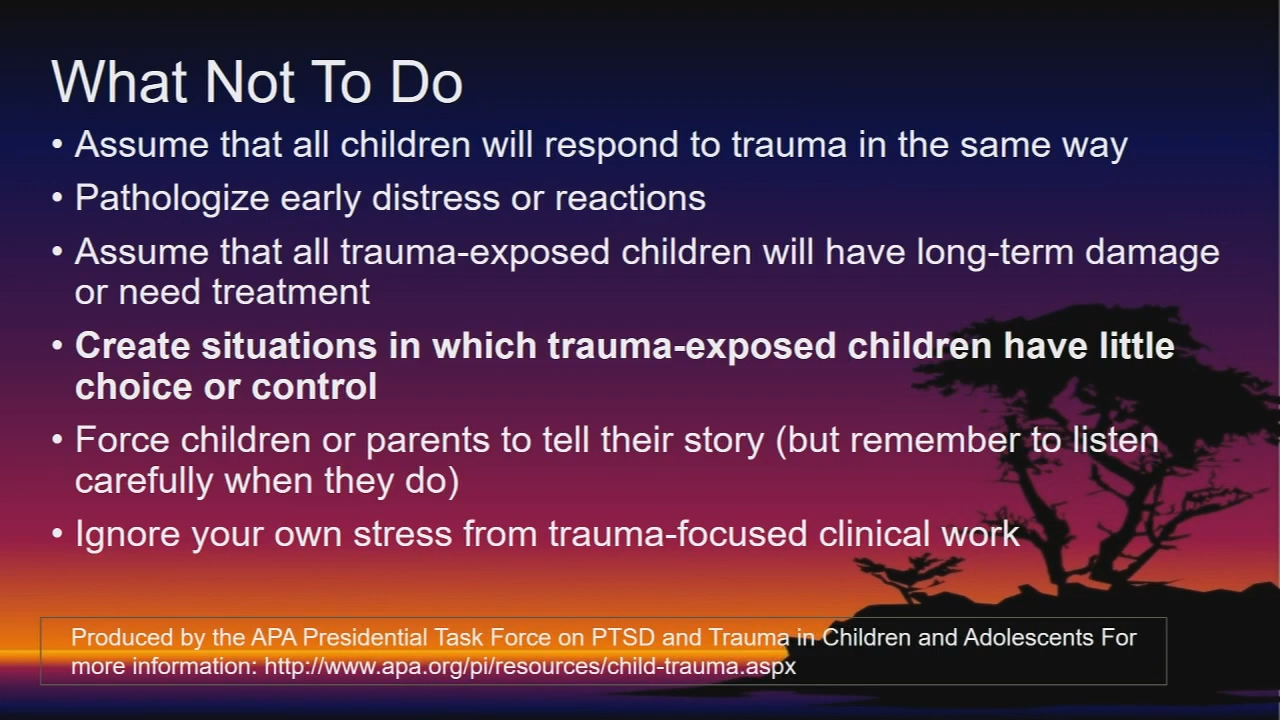 What Not To Do
• Assume that all children will respond to trauma in the same way
• Pathologize early distress or reactions
• Assume that all trauma-exposed children will have long-term damage
or need treatment
• Create situations in which trauma-exposed children have little
choice or control
• Force children or parents to tell their story (but remember to listen
carefully when they do)
• Ignore your own stress from trauma-focused clinical work
Produced by the APA Presidential Task Force on PTSD and Trauma in Children and Adolescents For
more information: http://www.apa.org/pi/resources/child-trauma.aspx